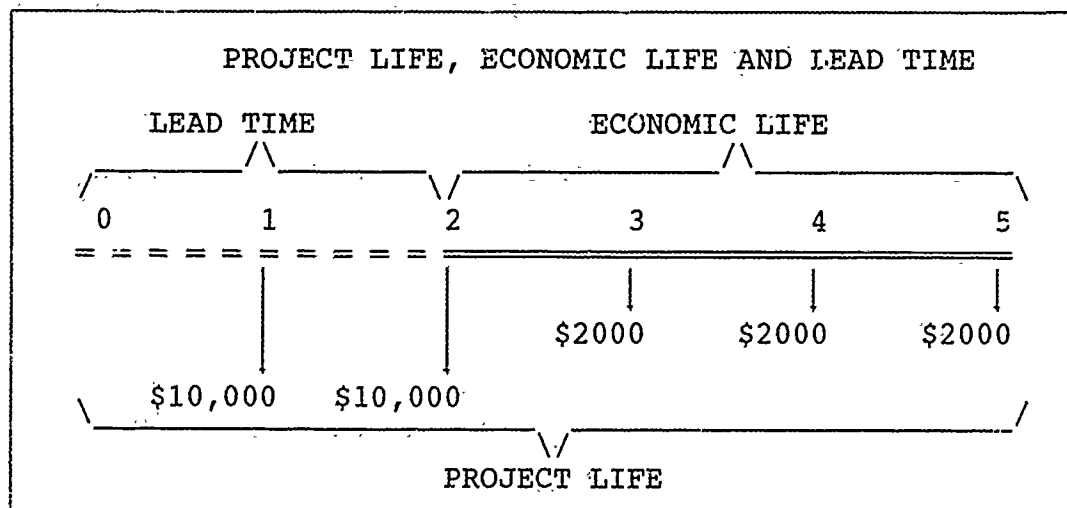 PROJECT LIFE, ECONOMIC LIFE AND LEAD TIME
LEAD TIME ECONOMIC LIFE
0 1 2 3 4 5
$2000 $2000 $2000
$10,000 $10,000
PROJECT LIFE